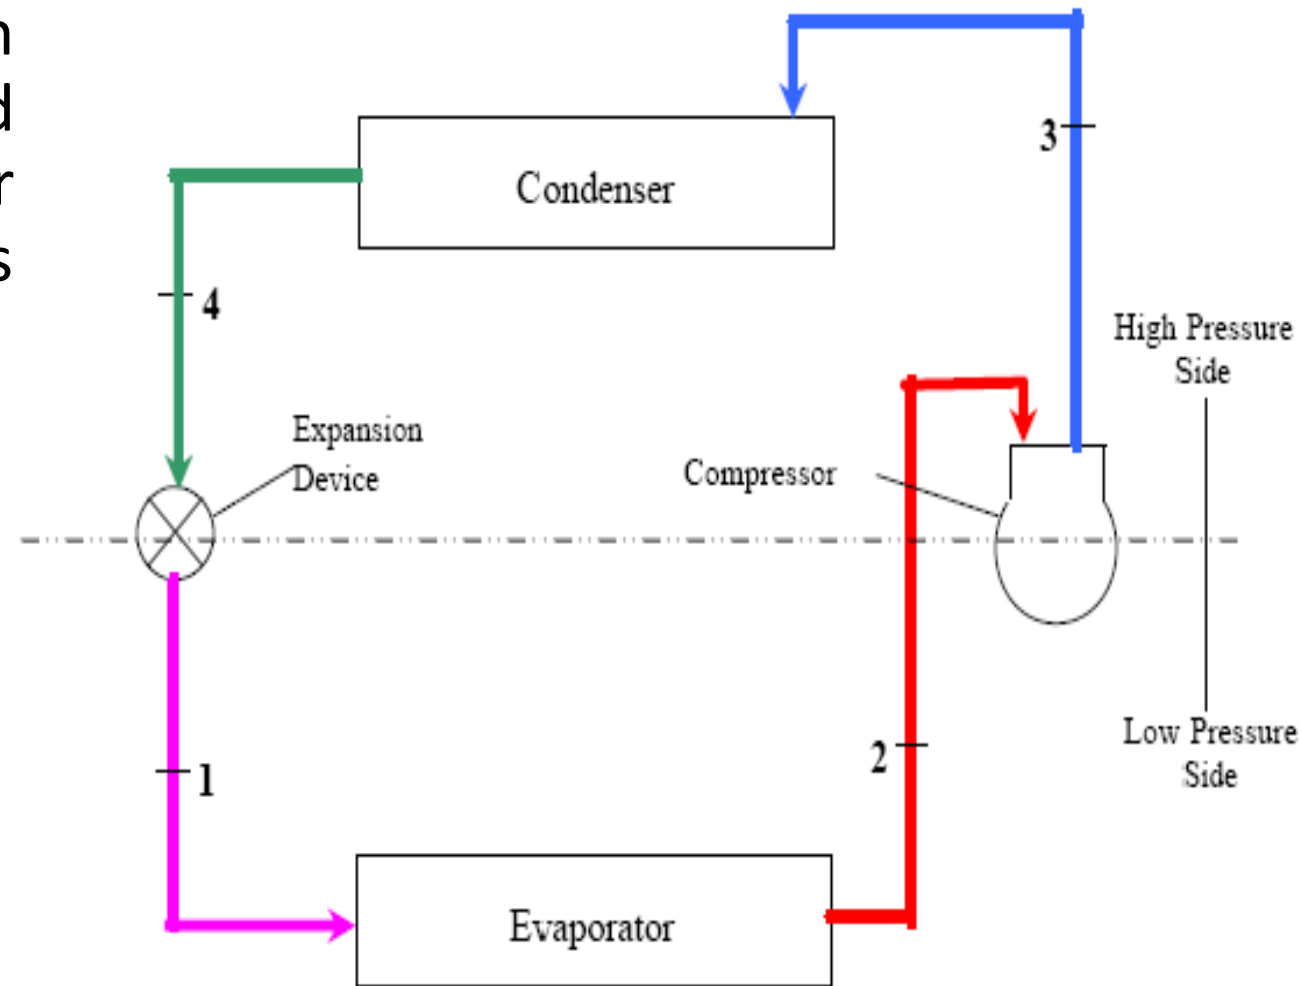 n
d
r
s
Condenser
3
4
High Pressure
Side
Expansion
Device
Compressor
Low Pressure
Side
2
1
Evaporator